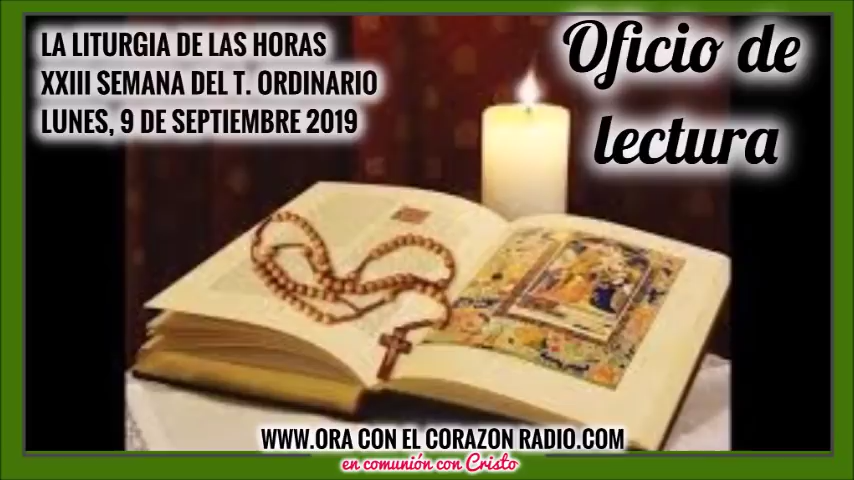 LA LITURGIA DE LAS HORAS
XXIII SEMANA DEL T. ORDINARIO
LUNES, 9 DE SEPTIEMBRE 2019
Oficio de
lectura
WWW.ORA CON EL CORAZON RADIO.COM
en comunión con Cristo